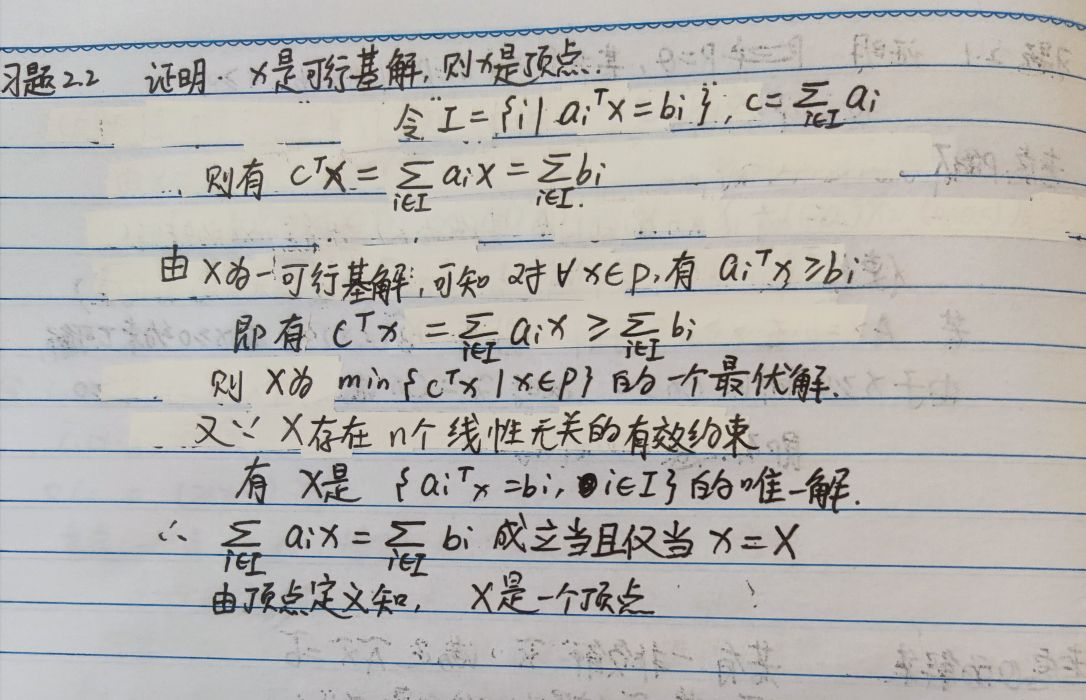 习题2.2 证明. x是可行基解,则x是顶点.
令 I={i| aiᵀx=bi}, c=∑i∈I ai
则有 cᵀx=∑i∈I aix=∑i∈I bi
由X为一可行基解,可知 对∀x∈P,有 aiᵀx≥bi
即有 cᵀx=∑i∈I aix≥∑i∈I bi
则 X为 min{cᵀx|x∈P}的一个最优解.
又∵ X存在n个线性无关的有效约束
有 X是 {aiᵀx=bi, i∈I}的唯一解.
∴ ∑i∈I aix=∑i∈I bi 成立当且仅当 x=X
由顶点定义知, X是一个顶点